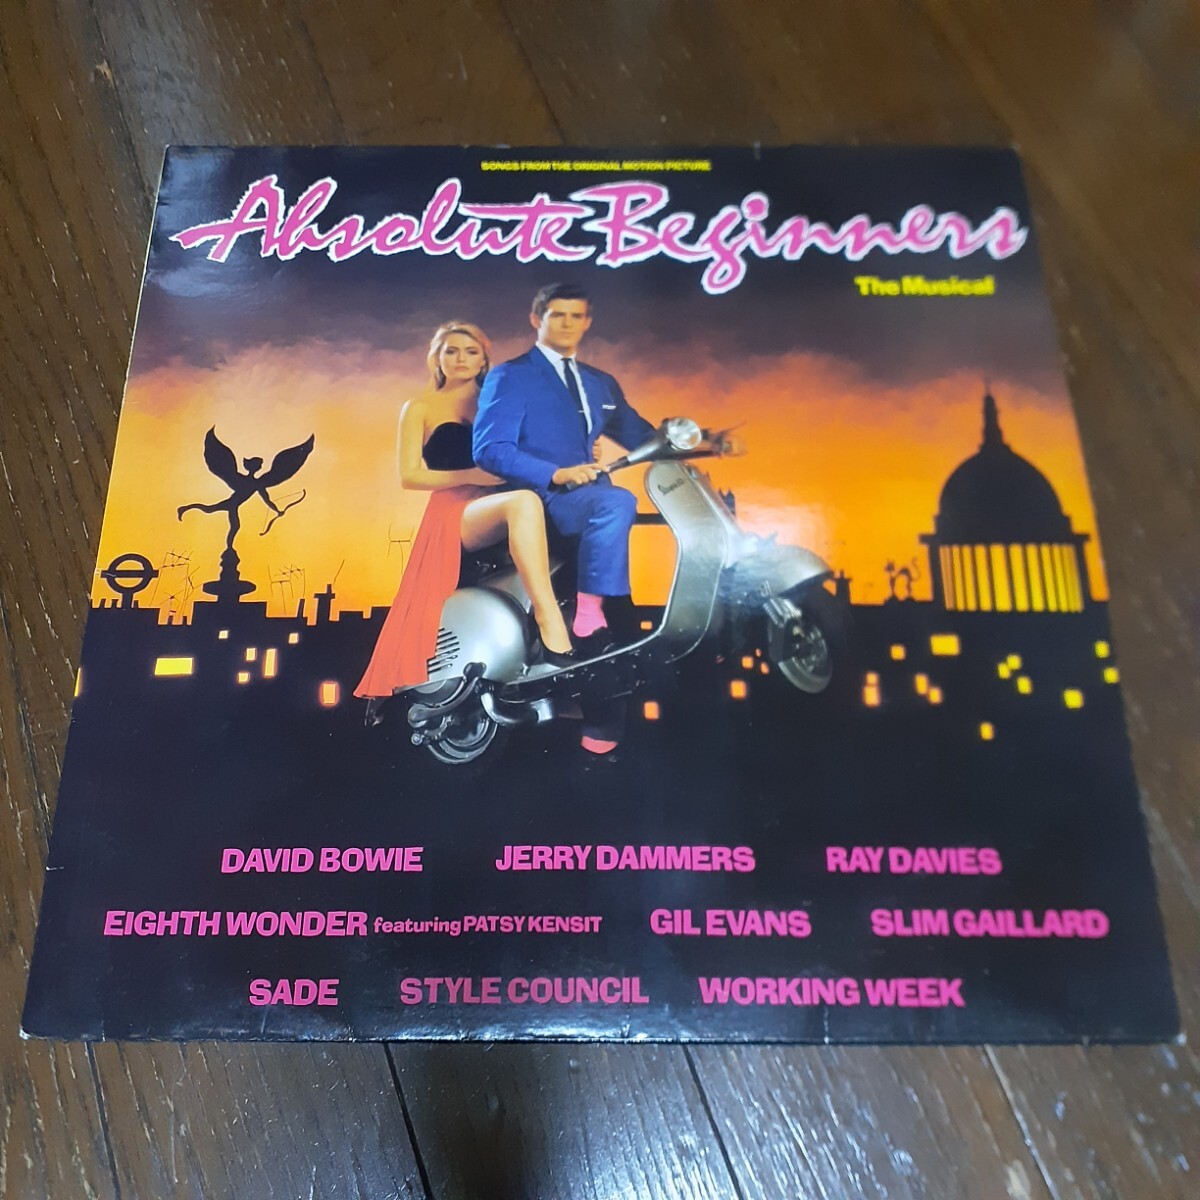 SONGS FROM THE ORIGINAL MOTION PICTURE
Absolute Beginners
The Musical
Vespa
DAVID BOWIE JERRY DAMMERS RAY DAVIES
EIGHTH WONDER featuring PATSY KENSIT GIL EVANS SLIM GAILLARD
SADE STYLE COUNCIL WORKING WEEK